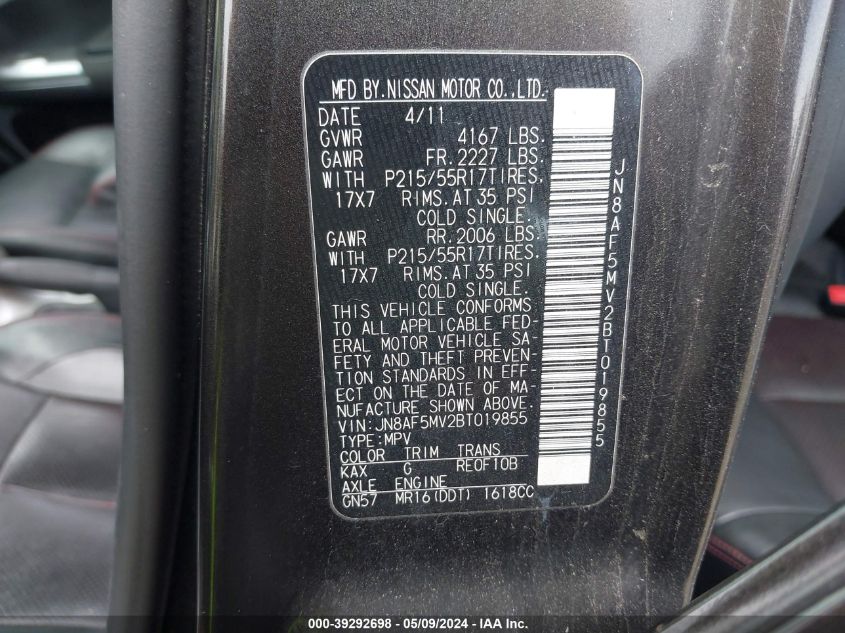 MFD BY.NISSAN MOTOR CO.,LTD.
DATE 4/11
GVWR 4167 LBS.
GAWR FR.2227 LBS.
WITH P215/55R17TIRES.
17X7 RIMS.AT 35 PSI
COLD SINGLE.
GAWR RR.2006 LBS.
WITH P215/55R17TIRES.
17X7 RIMS.AT 35 PSI
COLD SINGLE.
THIS VEHICLE CONFORMS
TO ALL APPLICABLE FED-
ERAL MOTOR VEHICLE SA-
FETY AND THEFT PREVEN-
TION STANDARDS IN EFF-
ECT ON THE DATE OF MA-
NUFACTURE SHOWN ABOVE.
VIN:JN8AF5MV2BT019855
TYPE:MPV
COLOR TRIM TRANS
KAX G RE0F10B
AXLE ENGINE
GN57 MR16(DDT) 1618CC
JN8AF5MV2BT019855
000-39292698 - 05/09/2024 - IAA Inc.